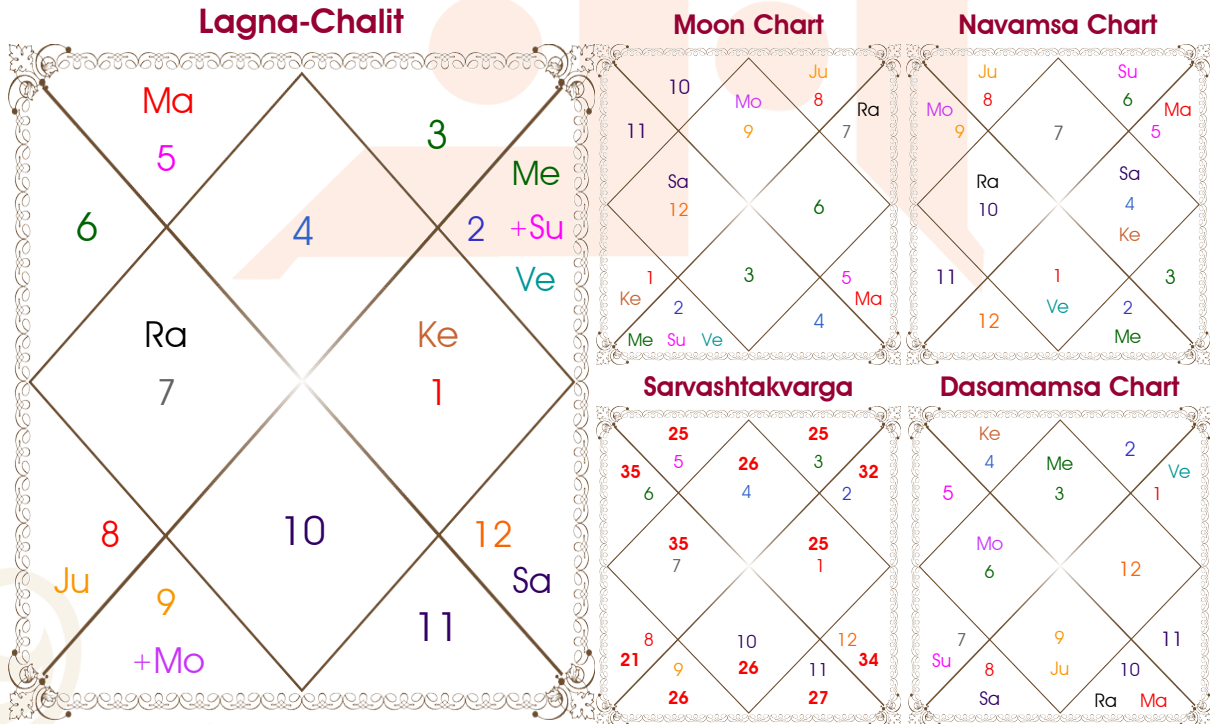 Lagna-Chalit
Ma
5
3
Me
6
4
2 +Su
Ve
Ra
7
Ke
1
8
Ju
9
+Mo
10
12
Sa
11
Moon Chart
10
Mo
9
Ju
8
Ra
7
11
Sa
12
6
1
Ke
2
Me Su Ve
3
5
Ma
4
Navamsa Chart
Ju
8
Mo
9
7
Su
6
Ma
5
Ra
10
Sa
4
Ke
11
12
1
Ve
3
2
Me
Sarvashtakvarga
25
5
35
6
26
4
25
3
32
2
35
7
25
1
8
21
9
26
10
26
12
34
11
27
Dasamamsa Chart
Ke
4
5
Me
3
2
Ve
1
Mo
6
12
7
Su
8
Sa
9
Ju
11
10
Ra Ma